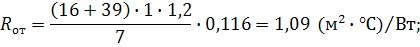 R_от = (16 + 39) · 1 · 1,2 / 7 · 0,116 = 1,09 (м² · °С)/Вт;